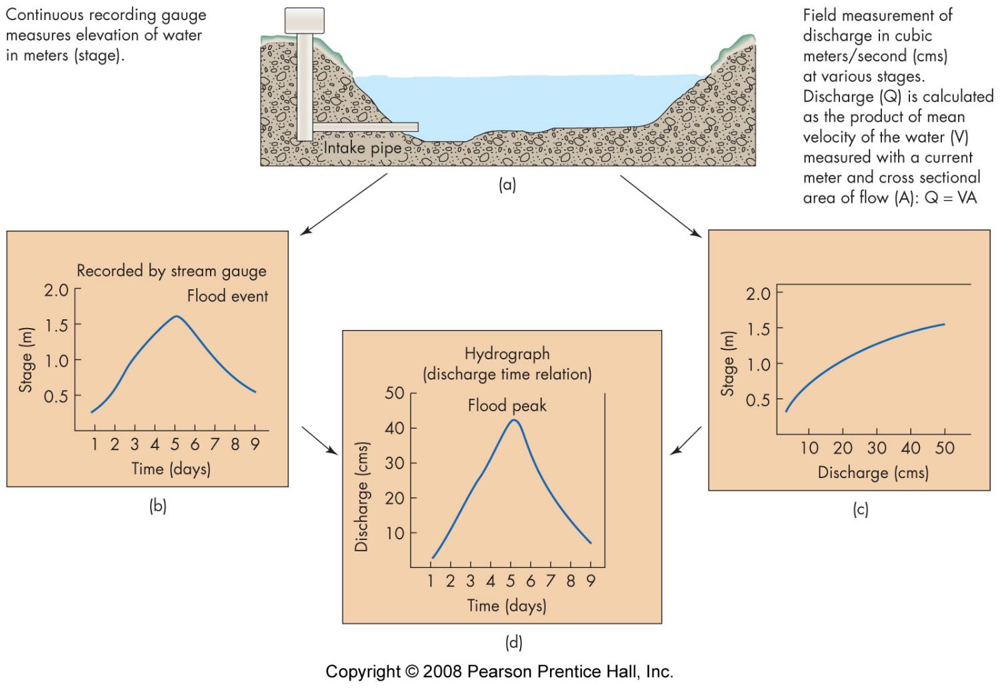 Continuous recording gauge
measures elevation of water
in meters (stage).
Field measurement of
discharge in cubic
meters/second (cms)
at various stages.
Discharge (Q) is calculated
as the product of mean
velocity of the water (V)
measured with a current
meter and cross sectional
area of flow (A): Q = VA
Intake pipe
(a)
Recorded by stream gauge
Flood event
2.0
1.5
1.0
0.5
Stage (m)
1 2 3 4 5 6 7 8 9
Time (days)
(b)
Hydrograph
(discharge time relation)
Flood peak
50
40
30
20
10
Discharge (cms)
1 2 3 4 5 6 7 8 9
Time (days)
(d)
2.0
1.5
1.0
0.5
Stage (m)
10 20 30 40 50
Discharge (cms)
(c)
Copyright © 2008 Pearson Prentice Hall, Inc.